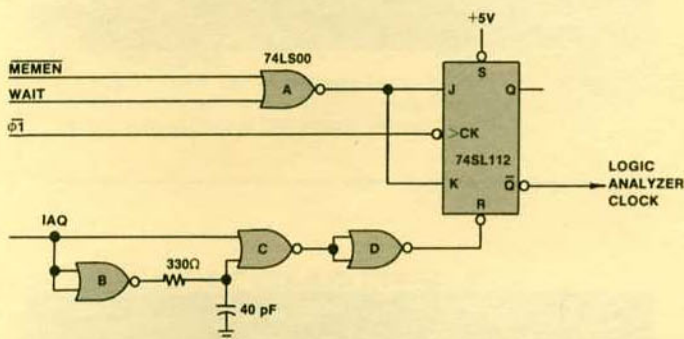 +5V
74LS00
MEMEN
WAIT
A
S
J
Q
φ1
>CK
74SL112
K
Q̅
LOGIC
ANALYZER
CLOCK
R
IAQ
B
330Ω
C
D
40 pF